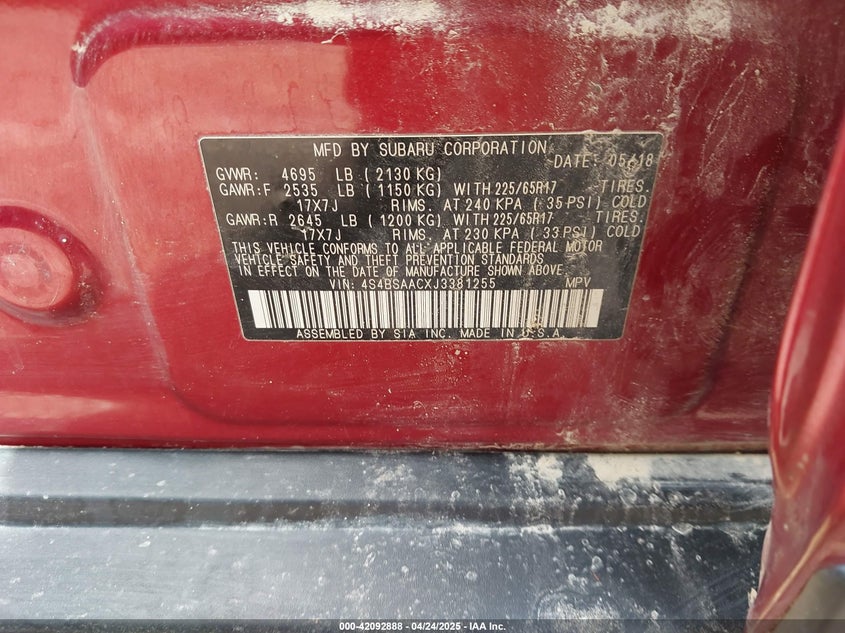 MFD BY SUBARU CORPORATION
DATE: 05/18
GVWR: 4695 LB (2130 KG)
GAWR:F 2535 LB (1150 KG) WITH 225/65R17 TIRES.
17X7J RIMS. AT 240 KPA (35 PSI) COLD
GAWR:R 2645 LB (1200 KG) WITH 225/65R17 TIRES.
17X7J RIMS. AT 230 KPA (33 PSI) COLD
THIS VEHICLE CONFORMS TO ALL APPLICABLE FEDERAL MOTOR
VEHICLE SAFETY AND THEFT PREVENTION STANDARDS
IN EFFECT ON THE DATE OF MANUFACTURE SHOWN ABOVE.
VIN: 4S4BSAACXJ3381255 MPV
ASSEMBLED BY SIA INC. MADE IN U.S.A.
000-42092888 - 04/24/2025 - IAA Inc.